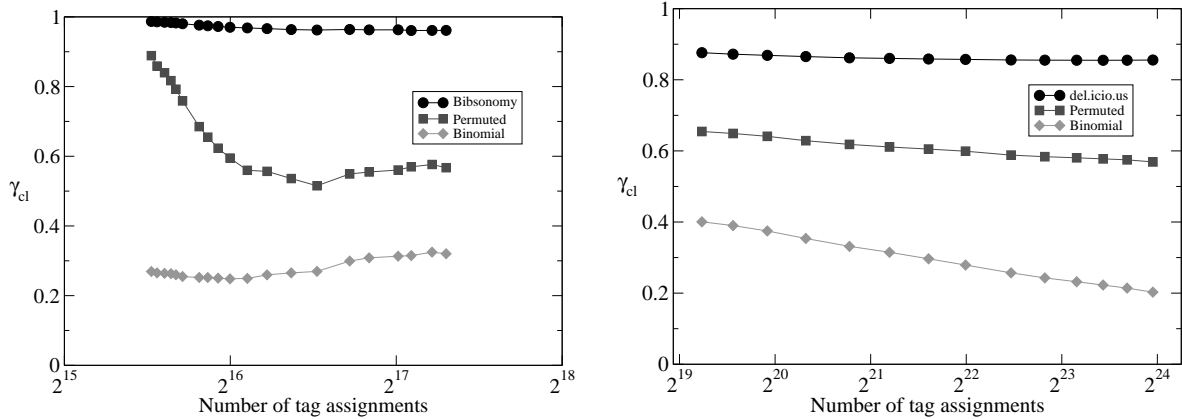 1
0.8
0.6
γcl
0.4
0.2
0
2^15
2^16
2^17
2^18
Number of tag assignments
Bibsonomy
Permuted
Binomial
1
0.8
0.6
γcl
0.4
0.2
0
2^19
2^20
2^21
2^22
2^23
2^24
Number of tag assignments
del.icio.us
Permuted
Binomial